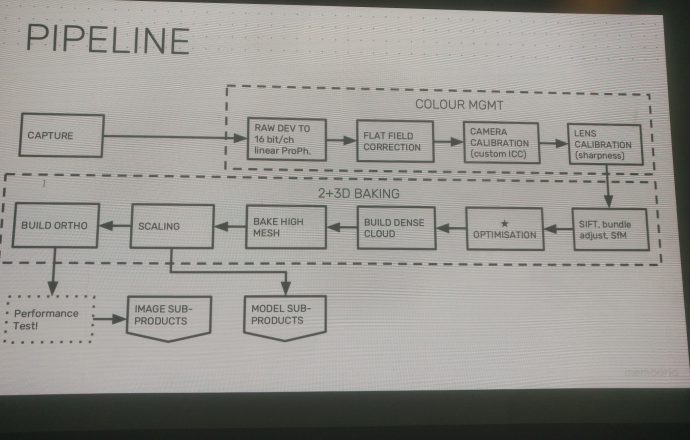 PIPELINE
COLOUR MGMT
CAPTURE
RAW DEV TO
16 bit/ch
linear ProPh.
FLAT FIELD
CORRECTION
CAMERA
CALIBRATION
(custom ICC)
LENS
CALIBRATION
(sharpness)
2+3D BAKING
BUILD ORTHO
SCALING
BAKE HIGH
MESH
BUILD DENSE
CLOUD
★
OPTIMISATION
SIFT, bundle
adjust, SfM
Performance
Test!
IMAGE SUB-
PRODUCTS
MODEL SUB-
PRODUCTS